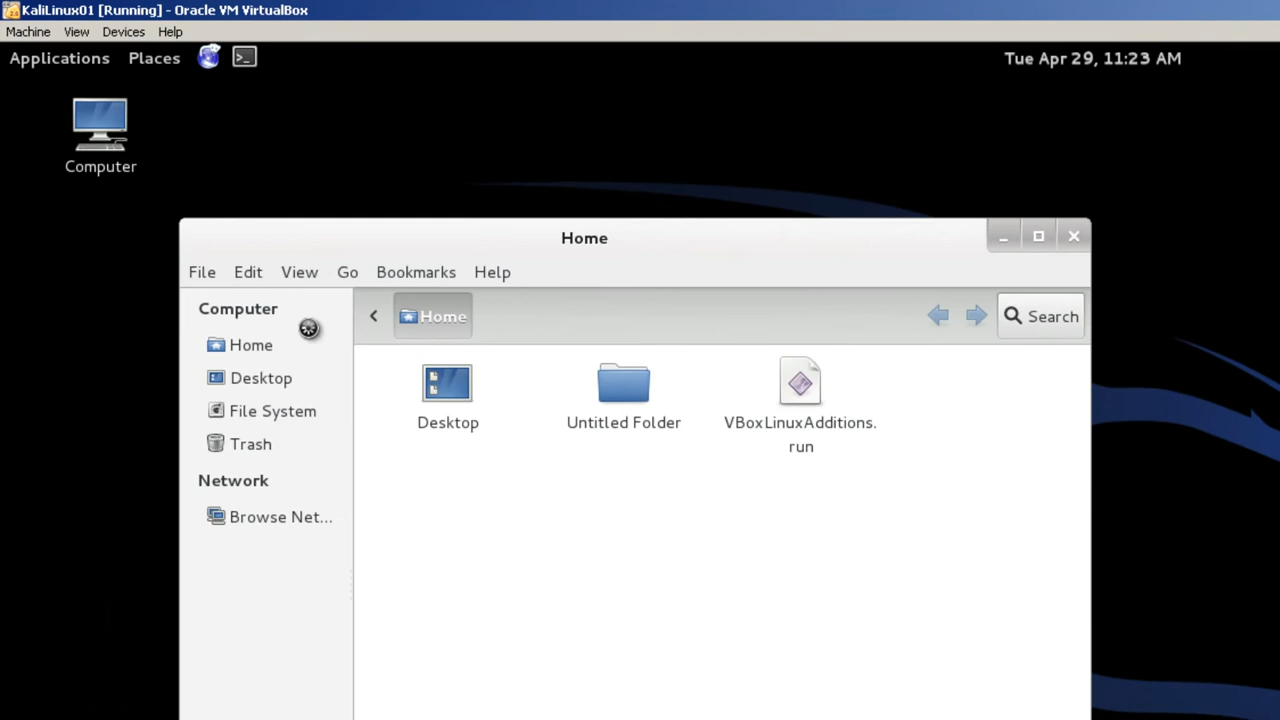 KaliLinux01 [Running] - Oracle VM VirtualBox
Machine View Devices Help
Applications Places Tue Apr 29, 11:23 AM
Computer
Home
File Edit View Go Bookmarks Help
Computer
Home
Desktop
File System
Trash
Network
Browse Net...
Home Search
Desktop
Untitled Folder
VBoxLinuxAdditions.
run